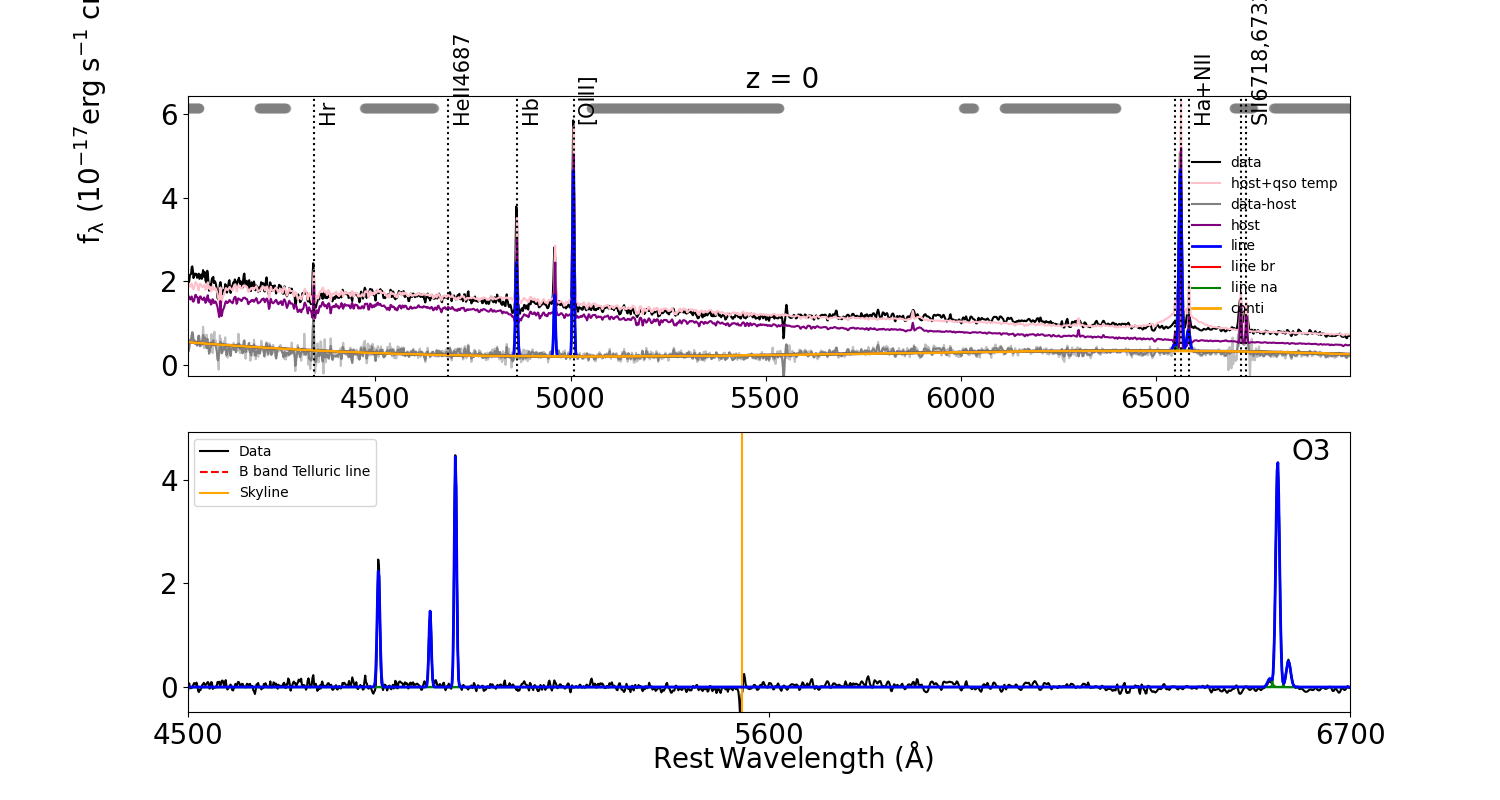 z = 0
f_λ (10^−17 erg s^−1
Hr
HeII4687
Hb
[OIII]
Ha+NII
SII6718,673
6
4
2
0
data
host+qso temp
data-host
host
line
line br
line na
conti
4500
5000
5500
6000
6500
Data
B band Telluric line
Skyline
O3
4
2
0
4500
5600
6700
Rest Wavelength (Å)